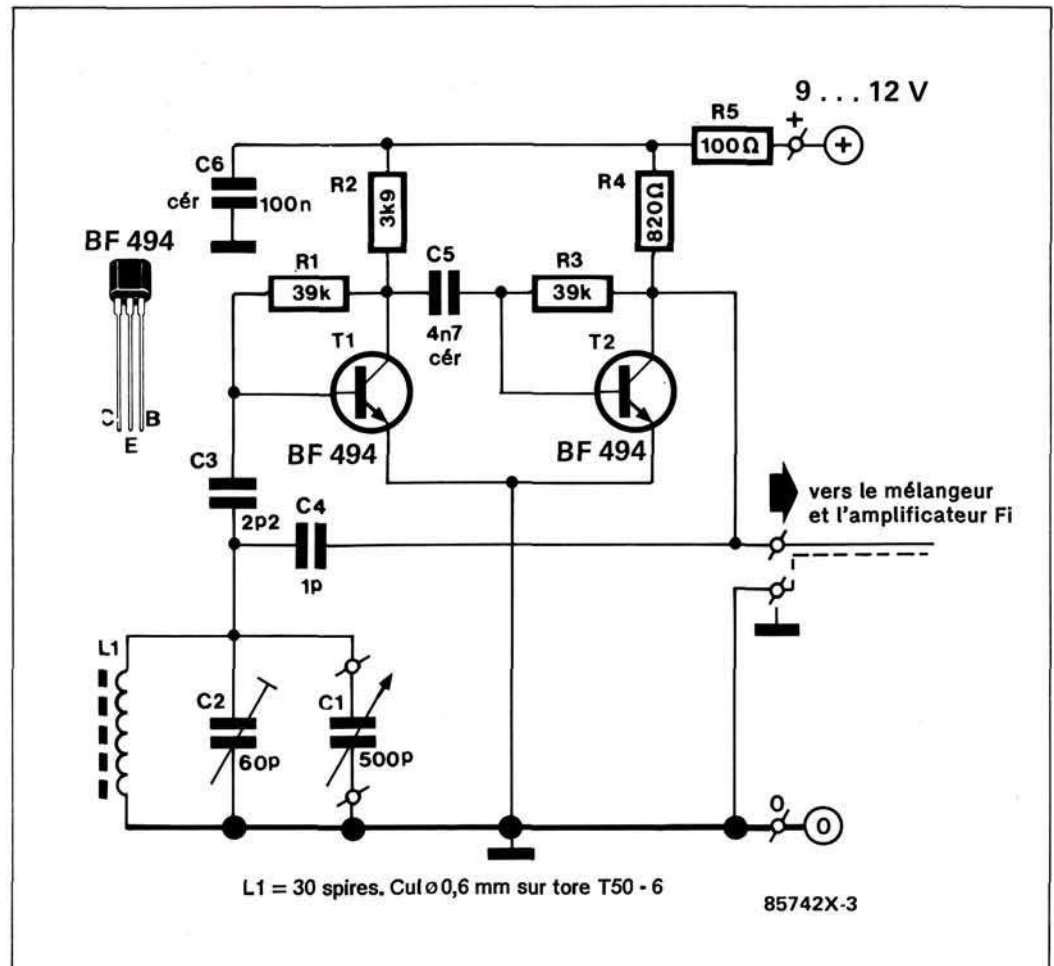 9 . . . 12 V
R5
+
100Ω
+
C6
cér
100n
R2
3k9
R4
820Ω
BF 494
R1
39k
C5
4n7
cér
R3
39k
T1
T2
C
B
E
BF 494
BF 494
C3
2p2
C4
1p
vers le mélangeur
et l'amplificateur Fi
L1
C2
60p
C1
500p
0
0
L1 = 30 spires. Cul ø 0,6 mm sur tore T50 - 6
85742X-3